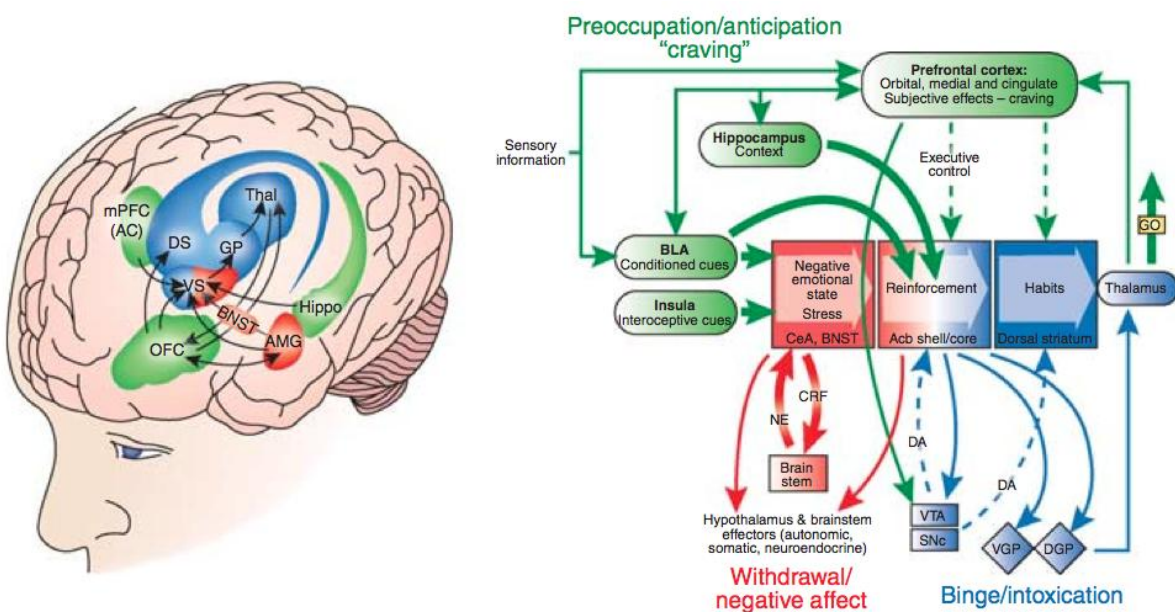 mPFC
(AC)
DS
GP
Thal
VS
BNST
Hippo
OFC
AMG
Preoccupation/anticipation
“craving”
Prefrontal cortex:
Orbital, medial and cingulate
Subjective effects – craving
Sensory
information
Hippocampus
Context
Executive
control
GO
BLA
Conditioned cues
Insula
Interoceptive cues
Negative
emotional
state
Stress
CeA, BNST
Reinforcement
Acb shell/core
Habits
Dorsal striatum
Thalamus
NE
CRF
Brain
stem
DA
DA
VTA
SNc
VGP
DGP
Hypothalamus & brainstem
effectors (autonomic,
somatic, neuroendocrine)
Withdrawal/
negative affect
Binge/intoxication